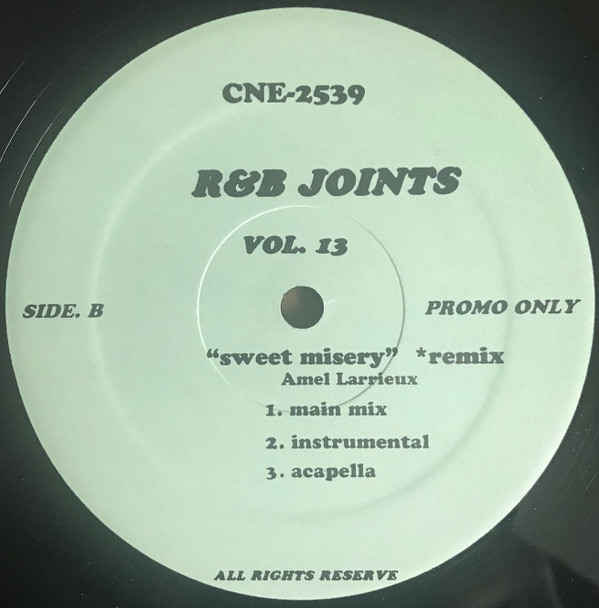 CNE-2539
R&B JOINTS
VOL. 13
SIDE. B
PROMO ONLY
“sweet misery” *remix
Amel Larrieux
1. main mix
2. instrumental
3. acapella
ALL RIGHTS RESERVE